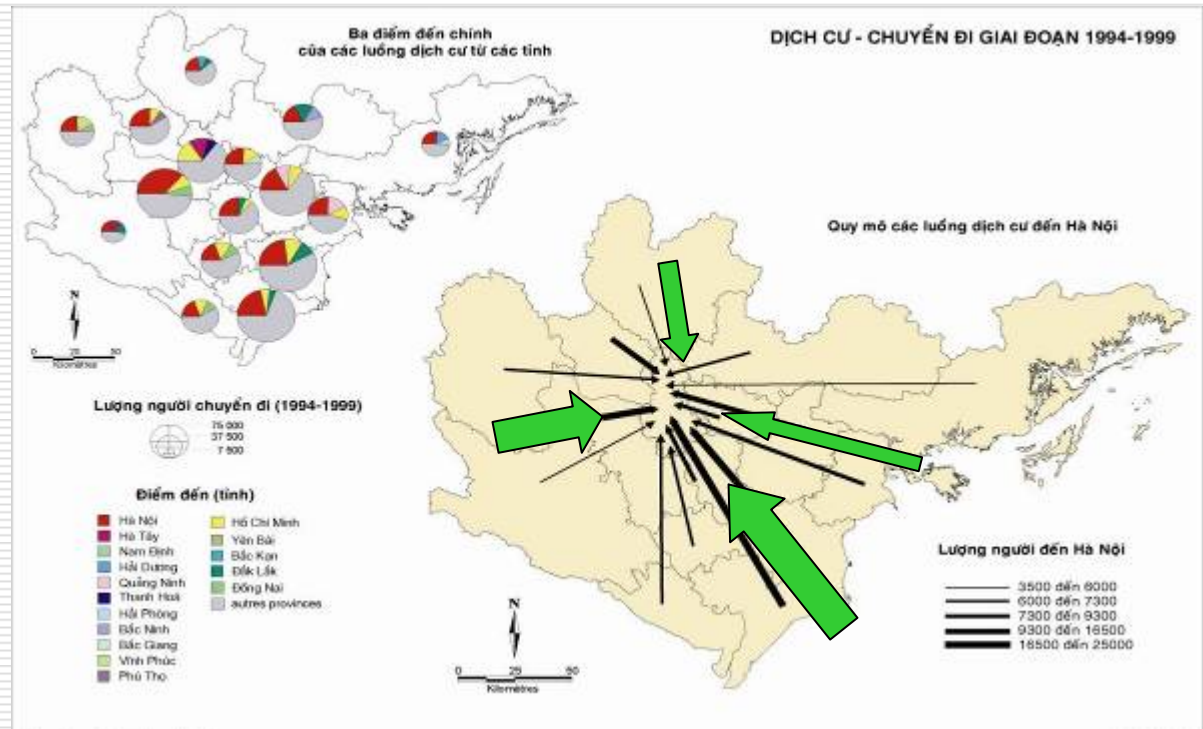 Ba điểm đến chính
của các luồng dịch cư từ các tỉnh
DỊCH CƯ - CHUYỂN ĐI GIAI ĐOẠN 1994-1999
N
0 25 50
Kilomètres
Lượng người chuyển đi (1994-1999)
75 000
37 500
7 500
Điểm đến (tỉnh)
Hà Nội
Hà Tây
Nam Định
Hải Dương
Quảng Ninh
Thanh Hoá
Hải Phòng
Bắc Ninh
Bắc Giang
Vĩnh Phúc
Phú Thọ
Hồ Chí Minh
Yên Bái
Bắc Kạn
Đắk Lắk
Đồng Nai
autres provinces
Quy mô các luồng dịch cư đến Hà Nội
N
0 25 50
Kilomètres
Lượng người đến Hà Nội
3500 đến 6000
6000 đến 7300
7300 đến 9300
9300 đến 16500
16500 đến 25000